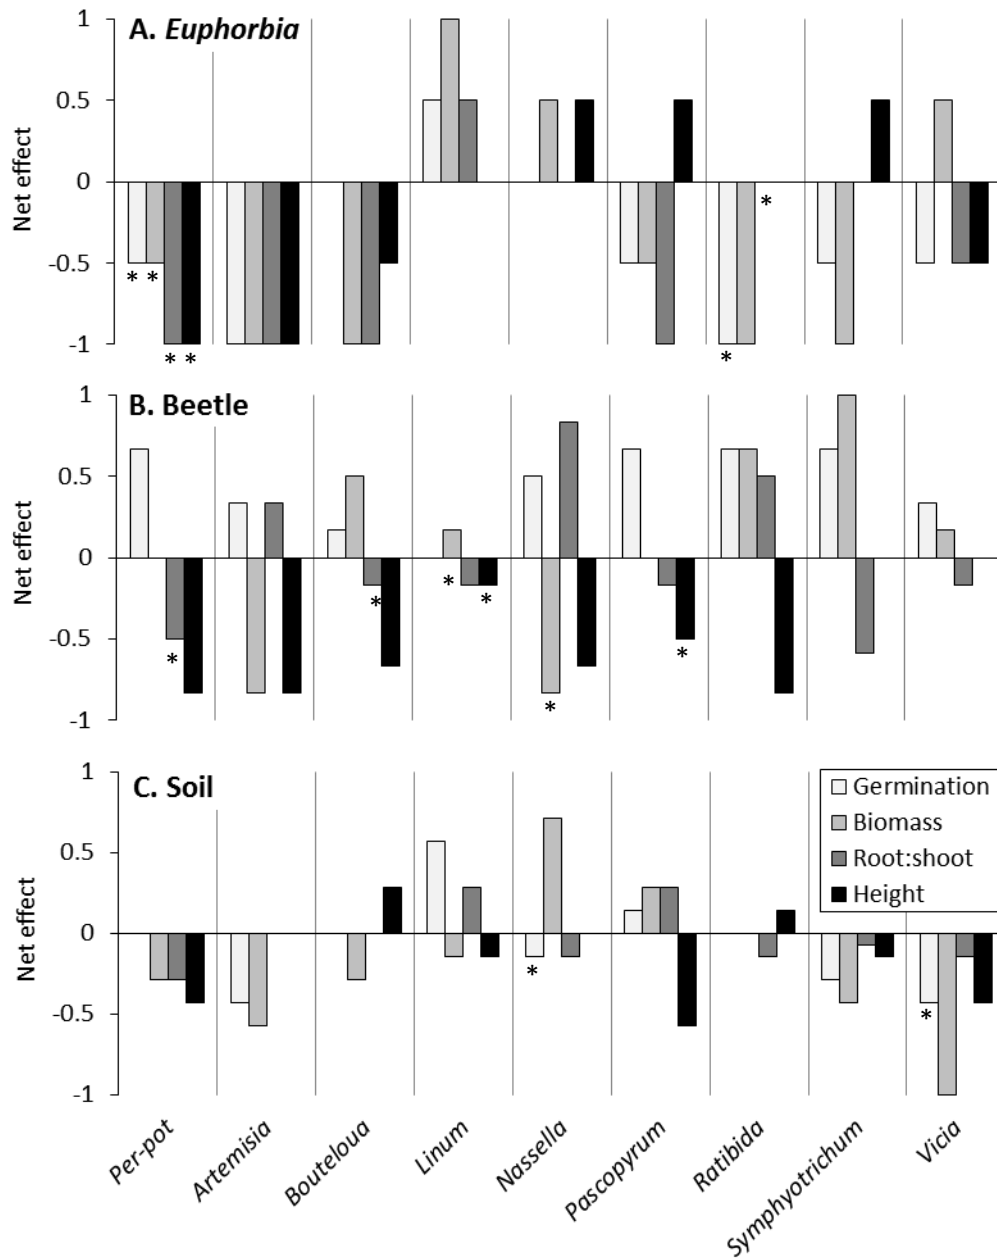 A. Euphorbia
Net effect
1
0.5
0
-0.5
-1
* *
* *
*
*
B. Beetle
Net effect
1
0.5
0
-0.5
-1
*
*
*
*
*
*
C. Soil
Net effect
1
0.5
0
-0.5
-1
*
*
Germination
Biomass
Root:shoot
Height
Per-pot
Artemisia
Bouteloua
Linum
Nassella
Pascopyrum
Ratibida
Symphyotrichum
Vicia